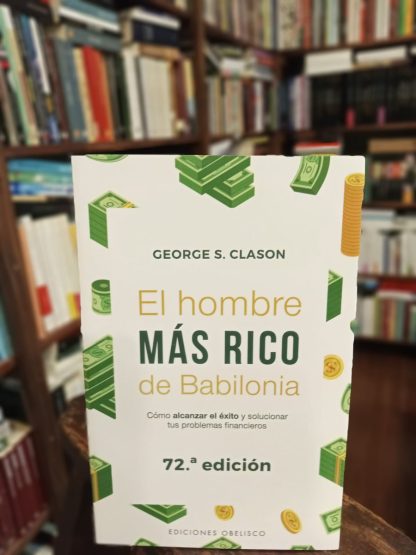 GEORGE S. CLASON
El hombre
MÁS RICO
de Babilonia
Cómo alcanzar el éxito y solucionar
tus problemas financieros
72.ª edición
EDICIONES OBELISCO